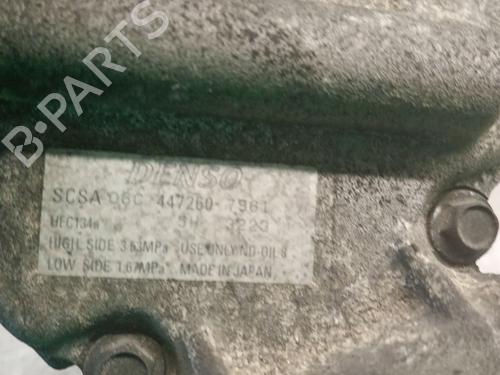 B-PARTS
DENSO
SCSA 06C 447260-7961
HFC134a
HIGH SIDE 3.63MPa USE ONLY ND-OIL 8
LOW SIDE 1.67MPa MADE IN JAPAN